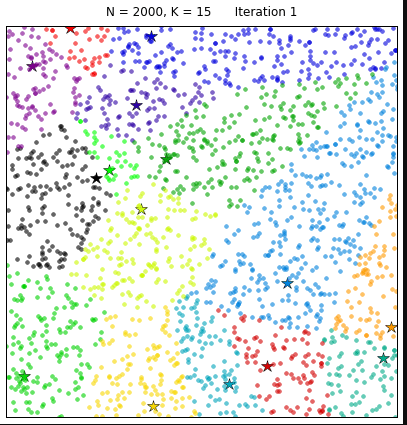 N = 2000, K = 15 Iteration 1